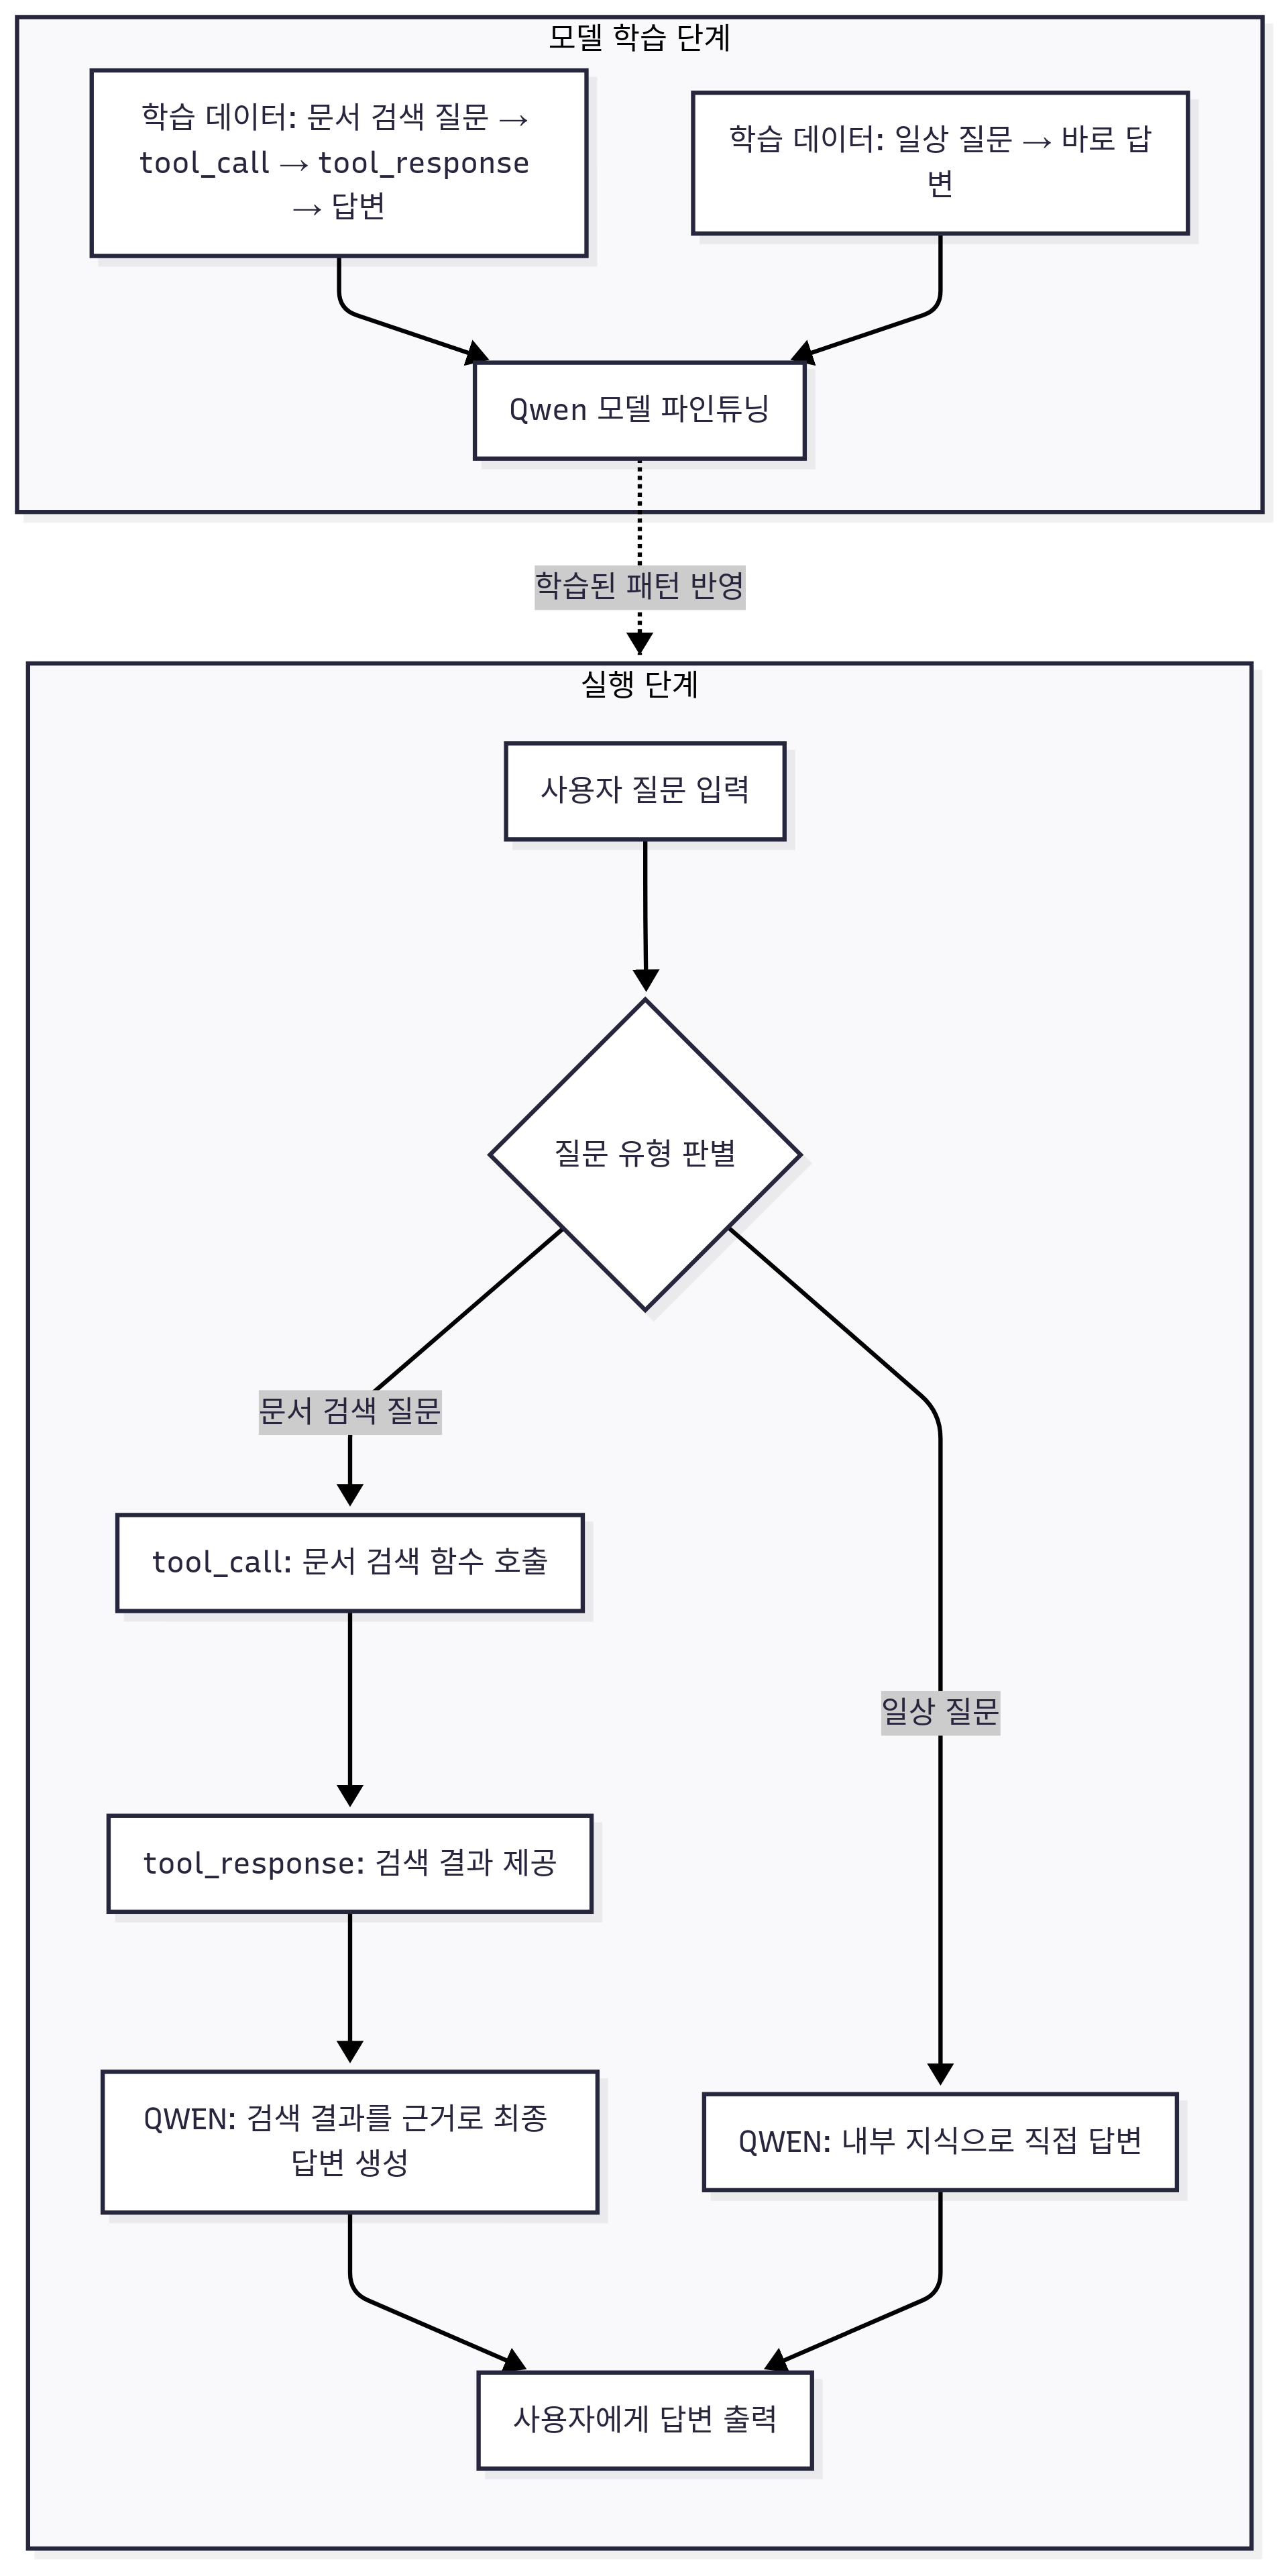 모델 학습 단계
학습 데이터: 문서 검색 질문 →
tool_call → tool_response
→ 답변
학습 데이터: 일상 질문 → 바로 답
변
Qwen 모델 파인튜닝
학습된 패턴 반영
실행 단계
사용자 질문 입력
질문 유형 판별
문서 검색 질문
tool_call: 문서 검색 함수 호출
일상 질문
tool_response: 검색 결과 제공
QWEN: 검색 결과를 근거로 최종
답변 생성
QWEN: 내부 지식으로 직접 답변
사용자에게 답변 출력